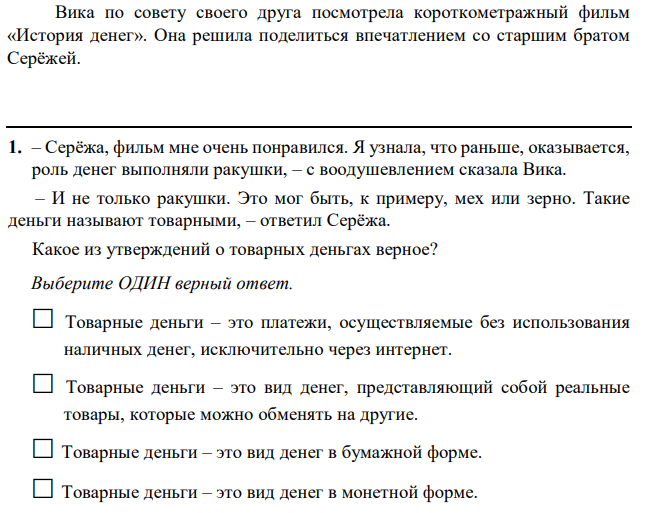 Вика по совету своего друга посмотрела короткометражный фильм
«История денег». Она решила поделиться впечатлением со старшим братом
Серёжей.
1. – Серёжа, фильм мне очень понравился. Я узнала, что раньше, оказывается,
роль денег выполняли ракушки, – с воодушевлением сказала Вика.
– И не только ракушки. Это мог быть, к примеру, мех или зерно. Такие
деньги называют товарными, – ответил Серёжа.
Какое из утверждений о товарных деньгах верное?
Выберите ОДИН верный ответ.
Товарные деньги – это платежи, осуществляемые без использования
наличных денег, исключительно через интернет.
Товарные деньги – это вид денег, представляющий собой реальные
товары, которые можно обменять на другие.
Товарные деньги – это вид денег в бумажной форме.
Товарные деньги – это вид денег в монетной форме.